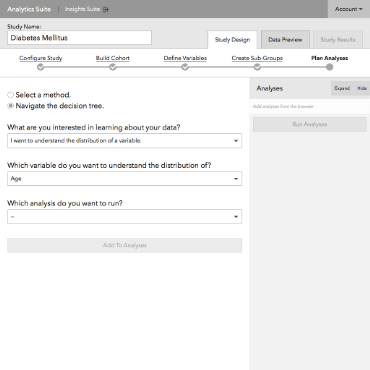 Analytics Suite | Insights Suite Account
Study Name:
Diabetes Mellitus
Study Design Data Preview Study Results
Configure Study Build Cohort Define Variables Create Sub-Groups Plan Analyses
Select a method.
Navigate the decision tree.
What are you interested in learning about your data?
I want to understand the distribution of a variable.
Which variable do you want to understand the distribution of?
Age
Which analysis do you want to run?
--
Add To Analyses
Analyses Expand Hide
Add analyses from the browser
Run Analyses